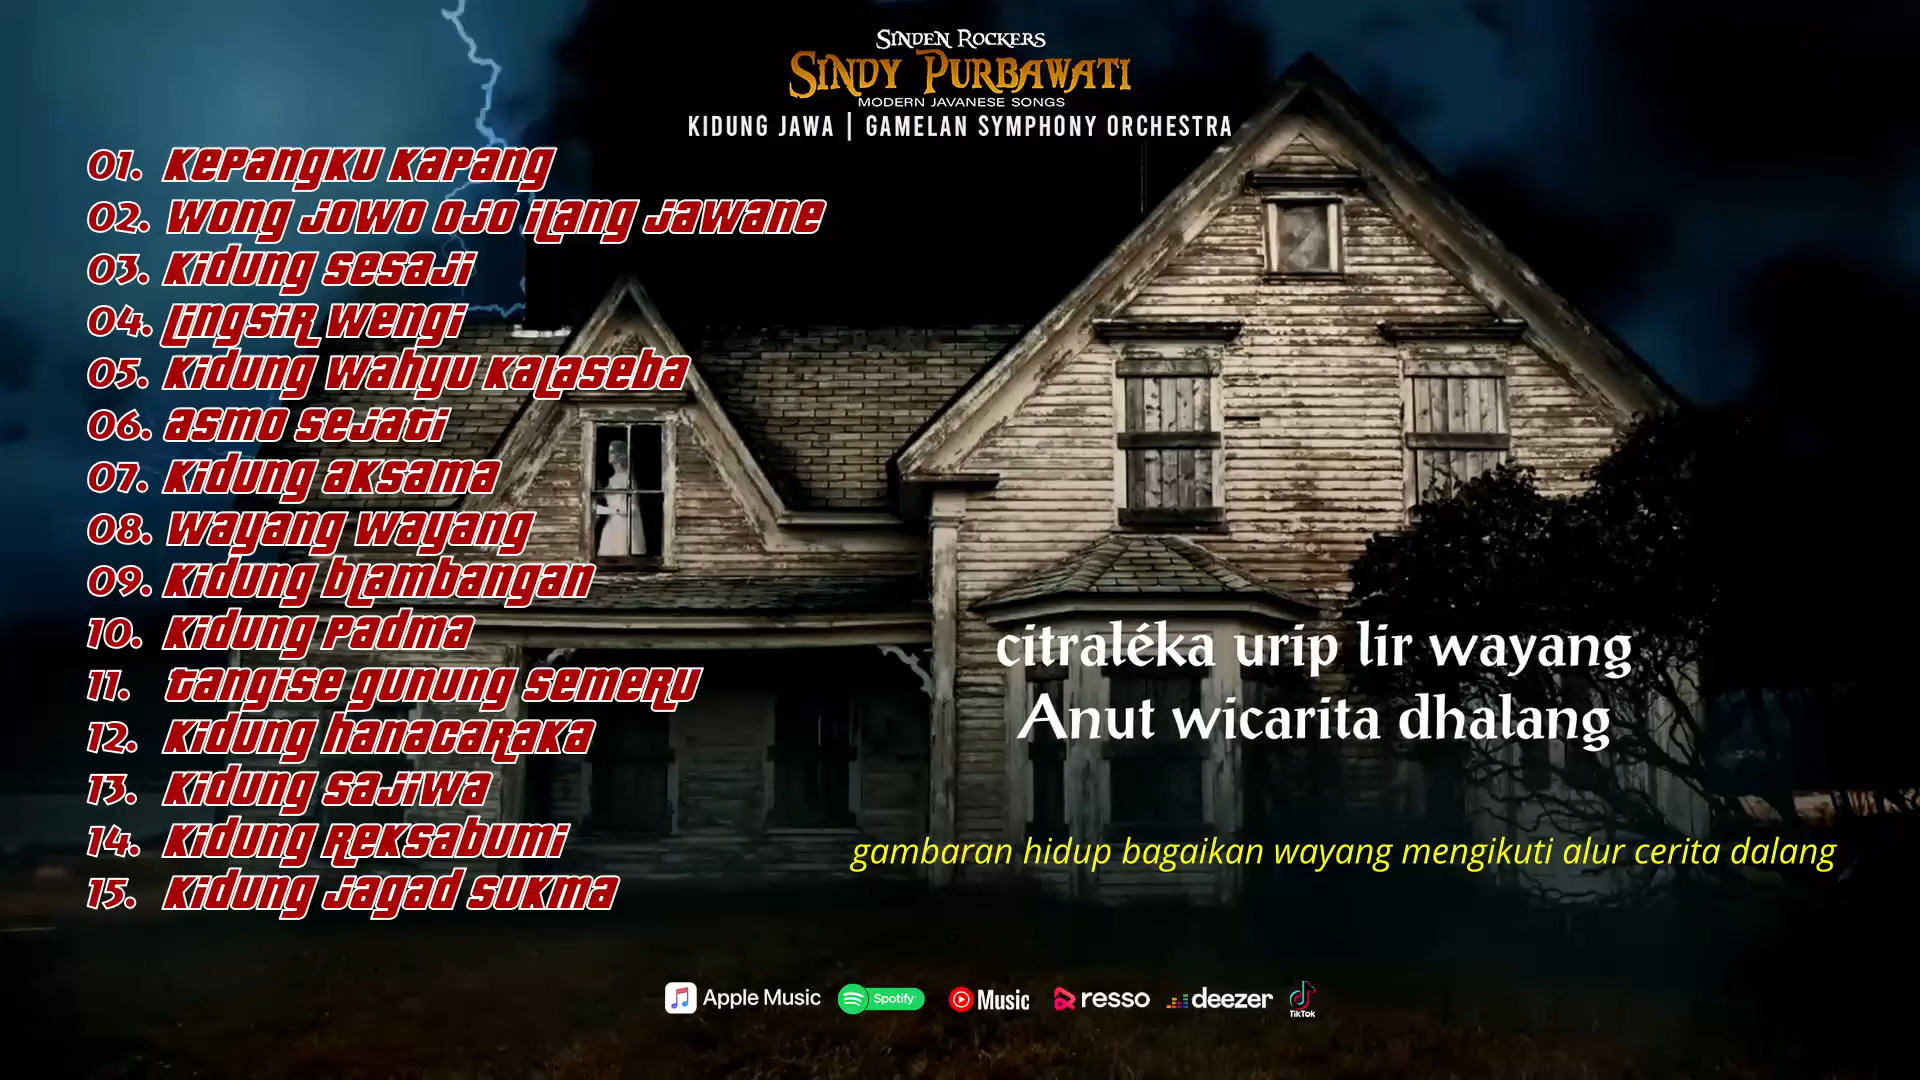 SINDEN ROCKERS
SINDY PURBAWATI
MODERN JAVANESE SONGS
KIDUNG JAWA | GAMELAN SYMPHONY ORCHESTRA
01. Kepangku Kapang
02. Wong Jowo Ojo Ilang Jawane
03. Kidung Sesaji
04. Lingsir Wengi
05. Kidung Wahyu Kalaseba
06. Asmo Sejati
07. Kidung Aksama
08. Wayang Wayang
09. Kidung Blambangan
10. Kidung Padma
11. Tangise Gunung Semeru
12. Kidung Hanacaraka
13. Kidung Sajiwa
14. Kidung Reksabumi
15. Kidung Jagad Sukma
citraléka urip lir wayang
Anut wicarita dhalang
gambaran hidup bagaikan wayang mengikuti alur cerita dalang
Apple Music Spotify Music resso deezer TikTok